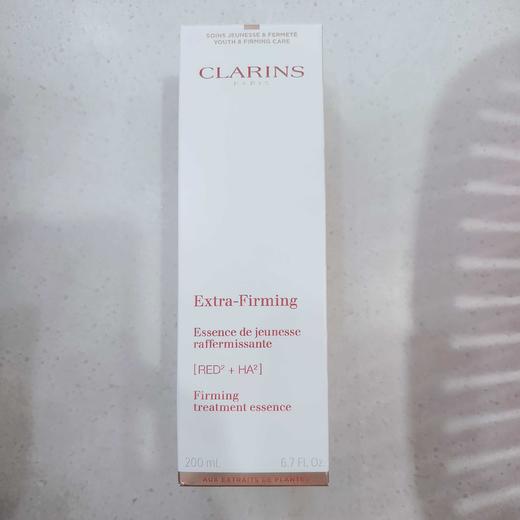 SOINS JEUNESSE & FERMETÉ
YOUTH & FIRMING CARE
CLARINS
PARIS
Extra-Firming
Essence de jeunesse
raffermissante
[RED² + HA²]
Firming
treatment essence
200 mL 6.7 FL.Oz.
AUX EXTRAITS DE PLANTES